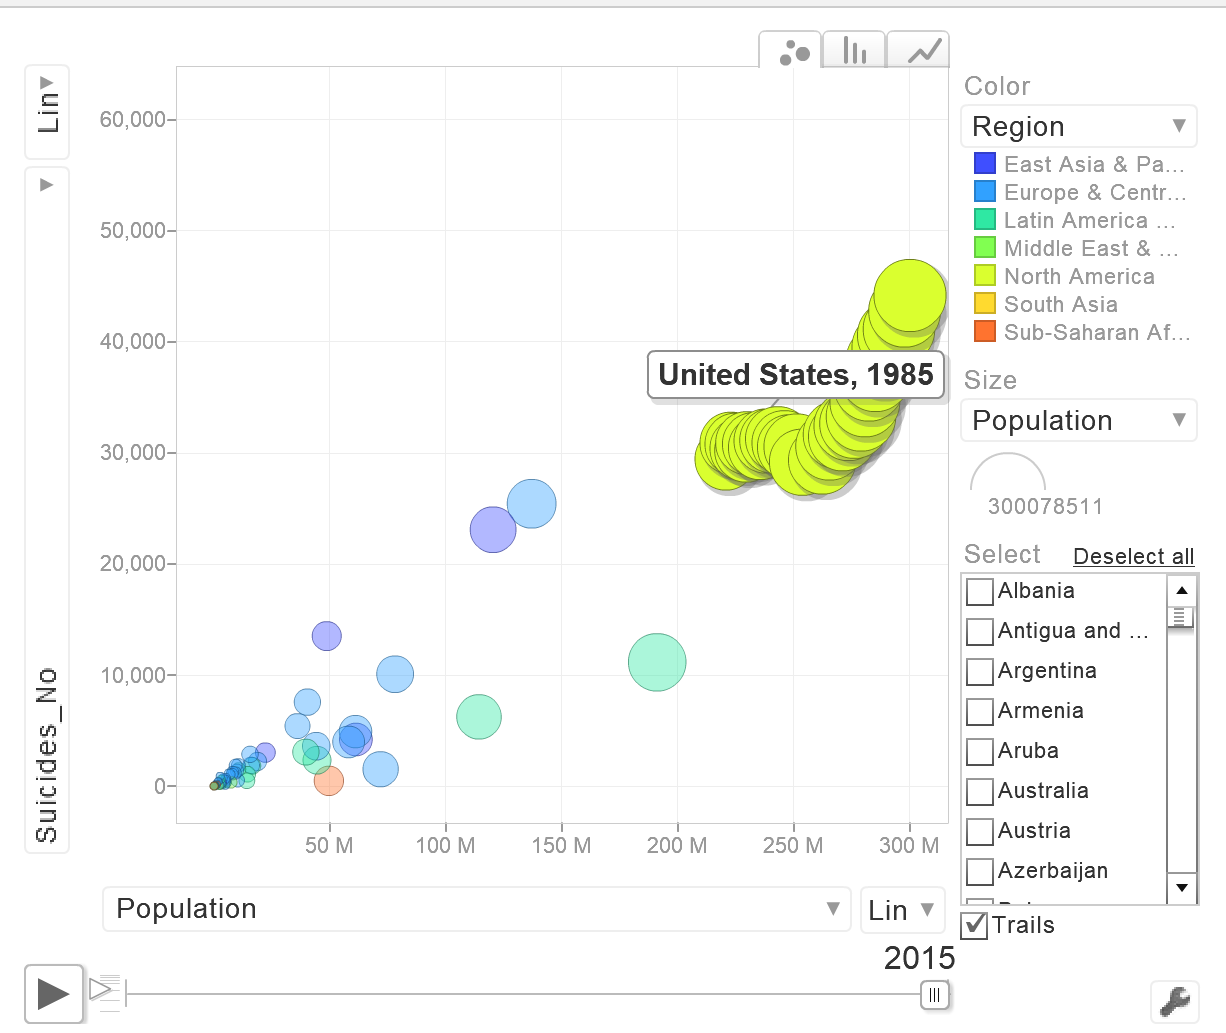 Lin
Suicides_No
60,000
50,000
40,000
30,000
20,000
10,000
0
United States, 1985
50 M
100 M
150 M
200 M
250 M
300 M
Population
Lin
2015
Color
Region
East Asia & Pa...
Europe & Centr...
Latin America ...
Middle East & ...
North America
South Asia
Sub-Saharan Af...
Size
Population
300078511
Select Deselect all
Albania
Antigua and ...
Argentina
Armenia
Aruba
Australia
Austria
Azerbaijan
Trails